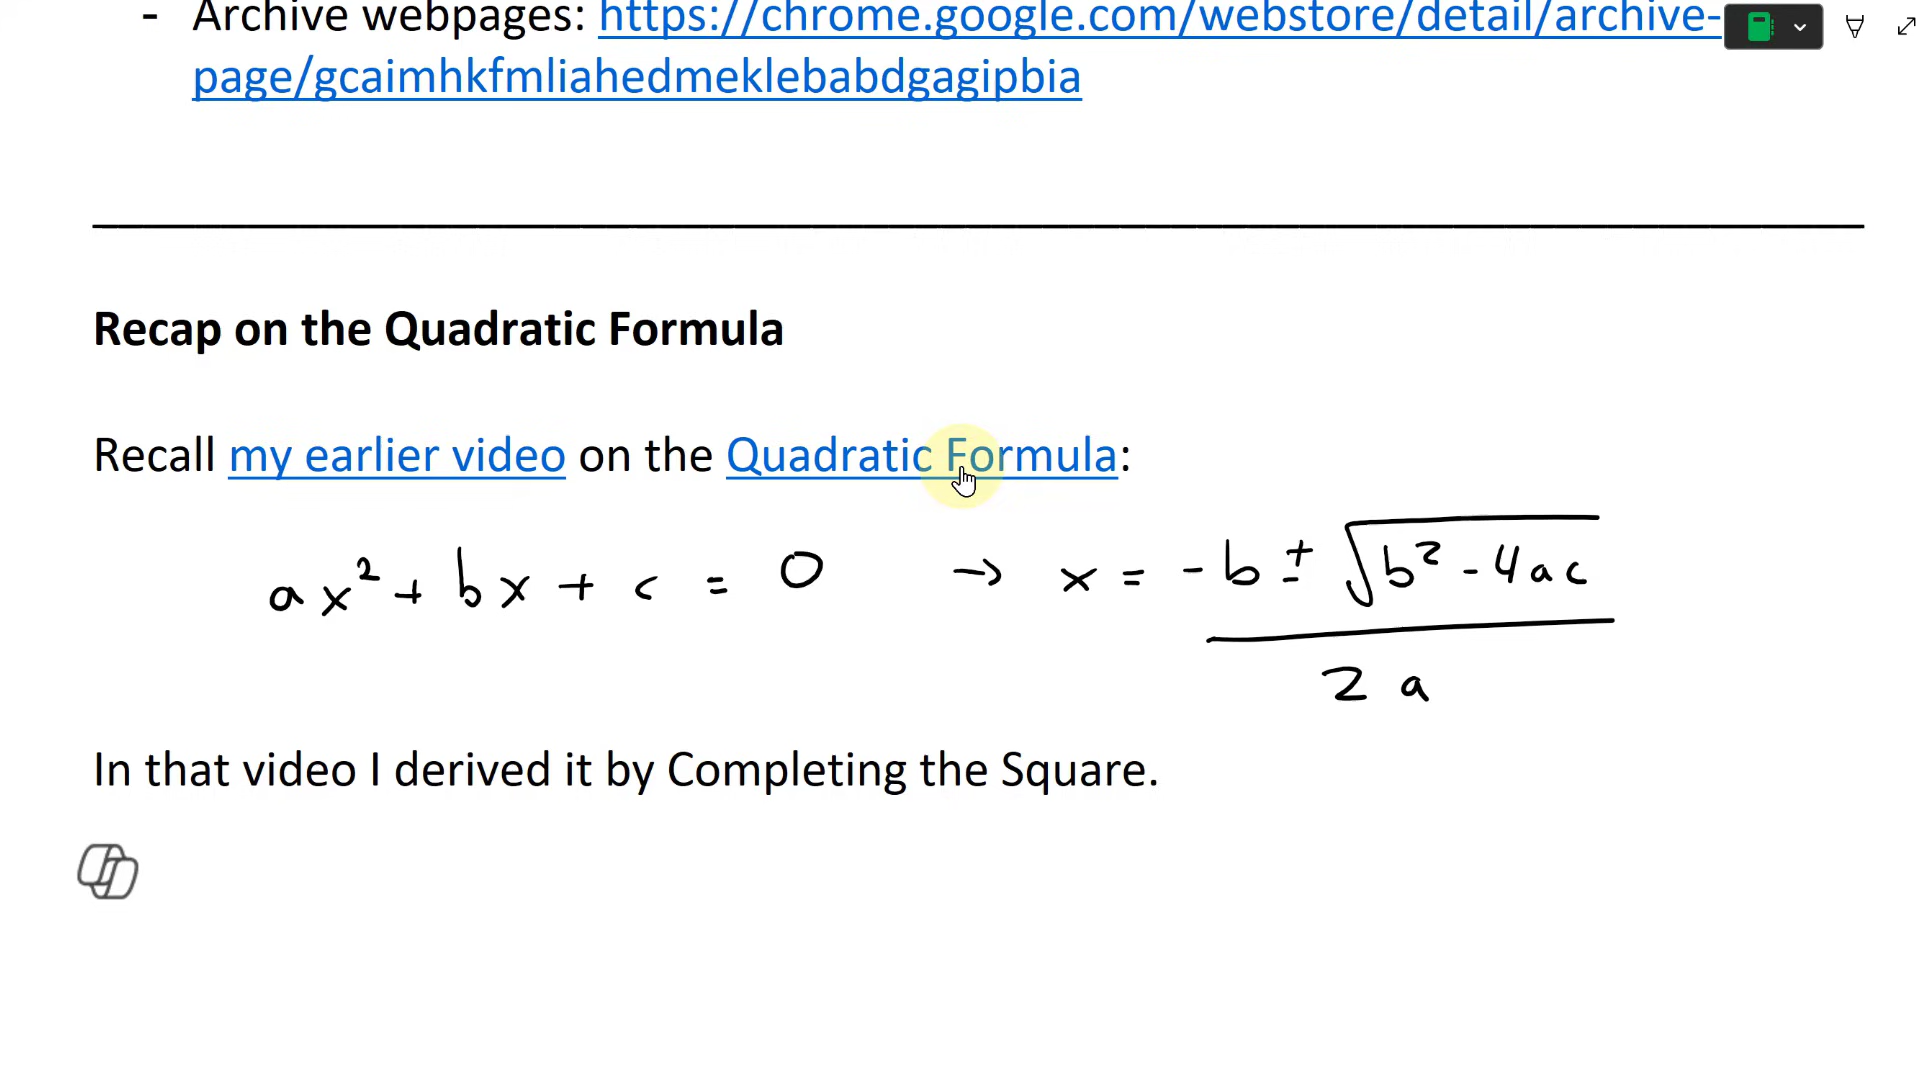 - Archive webpages: https://chrome.google.com/webstore/detail/archive-
page/gcaimhkfmliahedmeklebabdgagipbia
Recap on the Quadratic Formula
Recall my earlier video on the Quadratic Formula:
ax² + bx + c = 0 → x = -b ± √b² - 4ac
2a
In that video I derived it by Completing the Square.